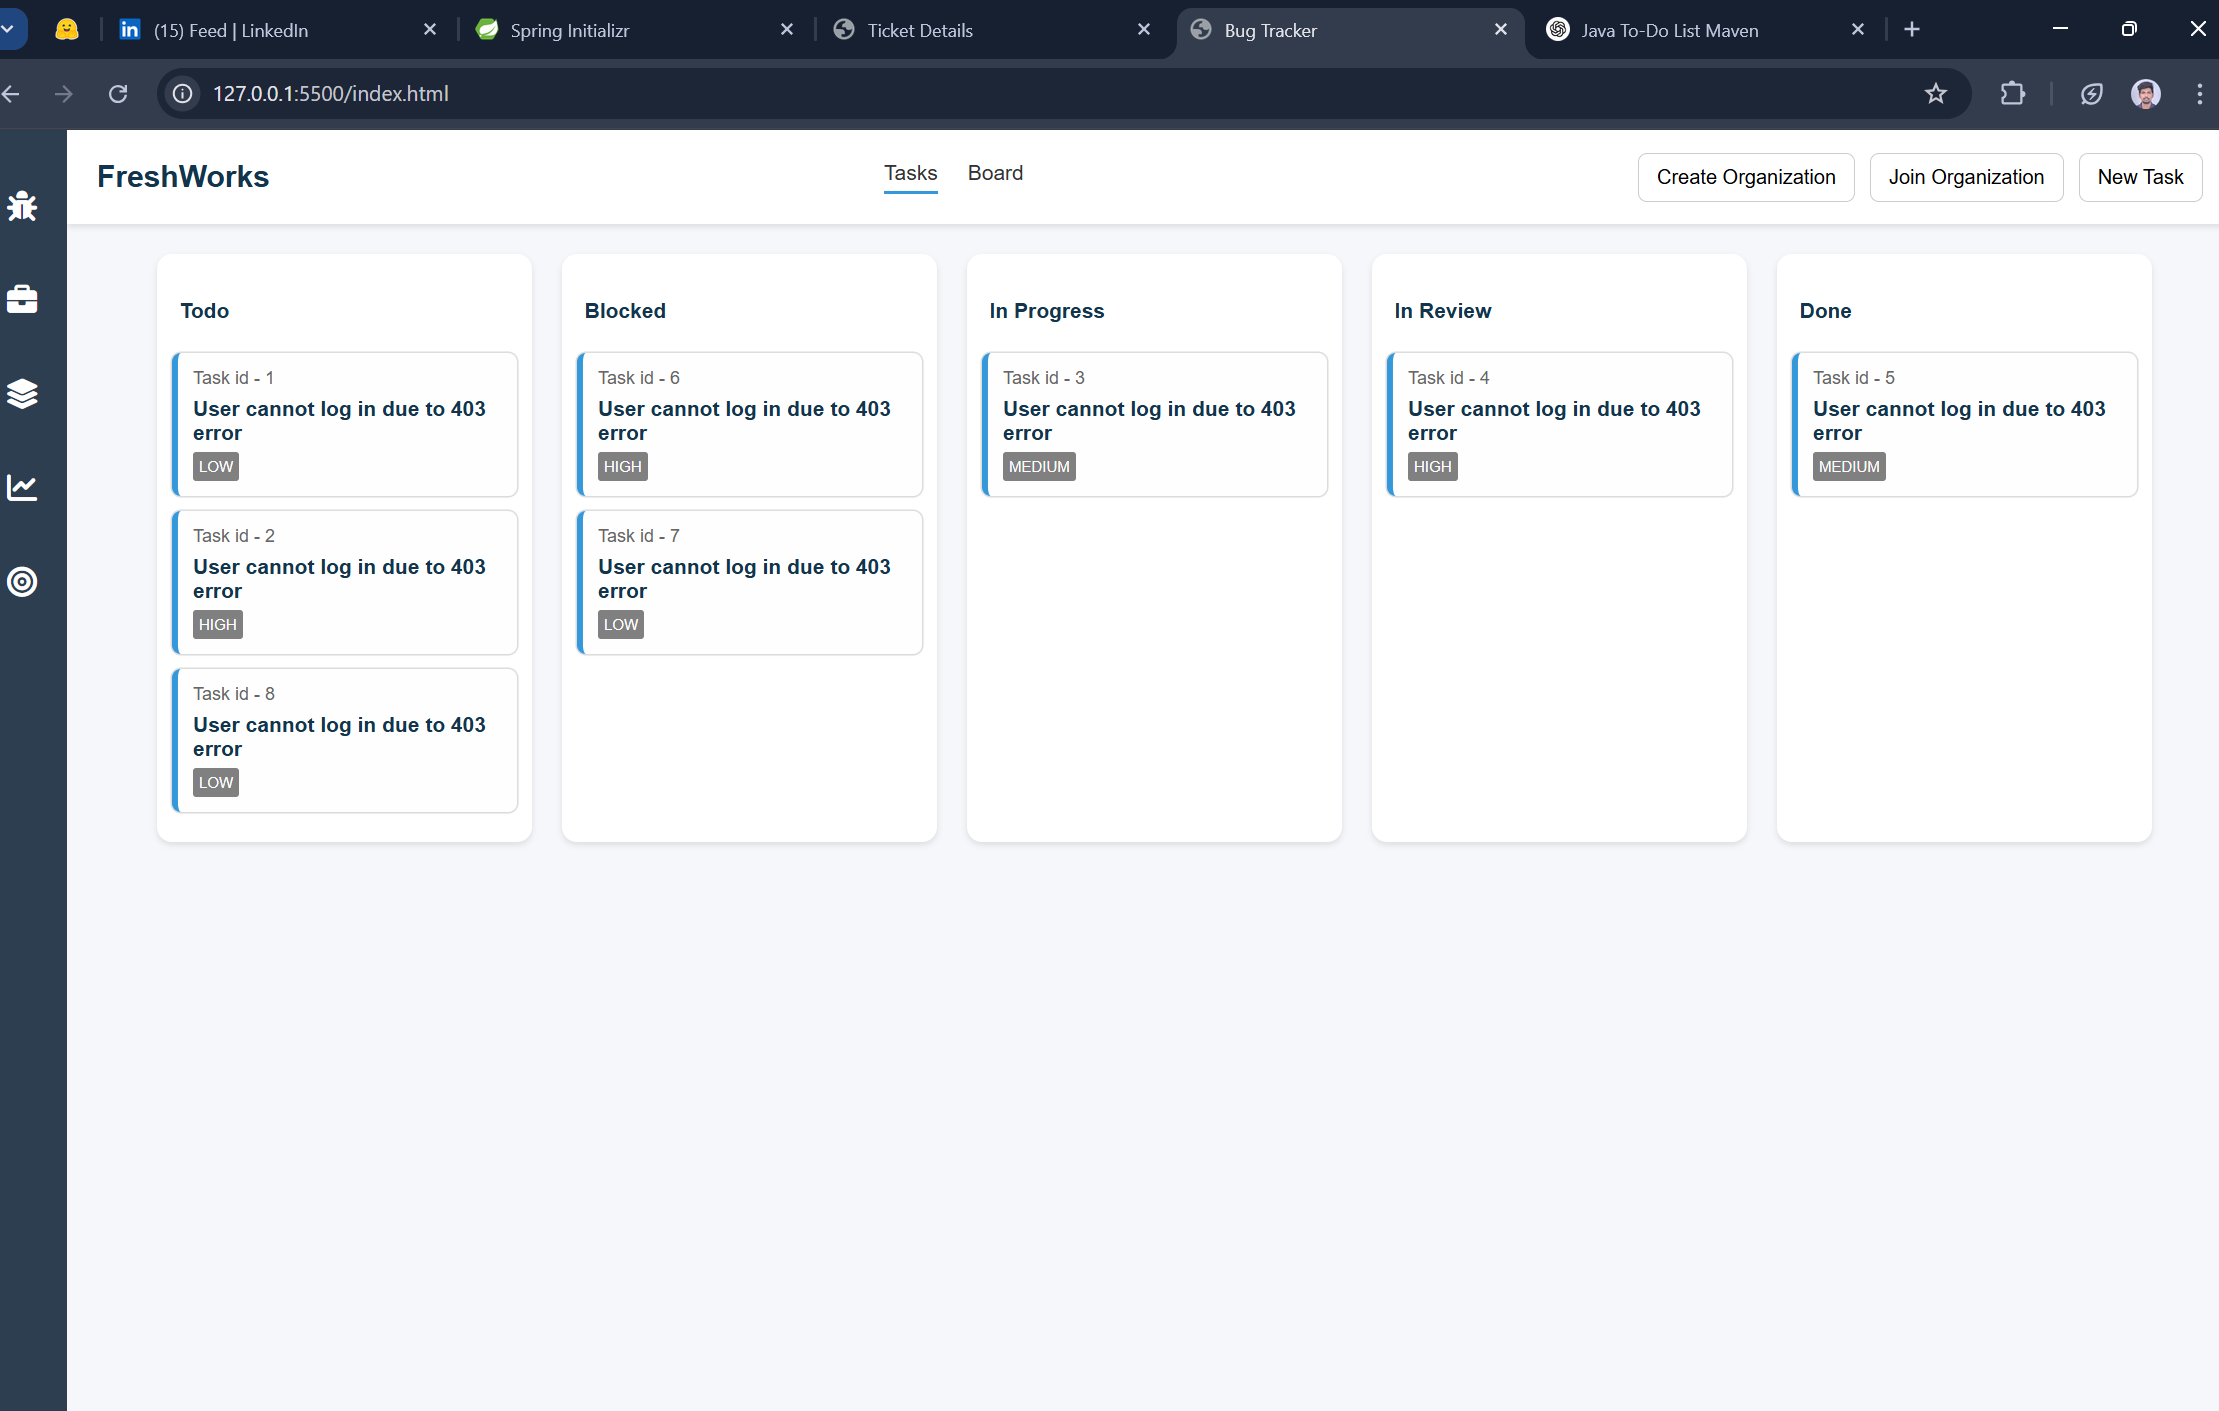 (15) Feed | LinkedIn
Spring Initializr
Ticket Details
Bug Tracker
Java To-Do List Maven
127.0.0.1:5500/index.html
FreshWorks
Tasks
Board
Create Organization
Join Organization
New Task
Todo
Task id - 1
User cannot log in due to 403
error
LOW
Task id - 2
User cannot log in due to 403
error
HIGH
Task id - 8
User cannot log in due to 403
error
LOW
Blocked
Task id - 6
User cannot log in due to 403
error
HIGH
Task id - 7
User cannot log in due to 403
error
LOW
In Progress
Task id - 3
User cannot log in due to 403
error
MEDIUM
In Review
Task id - 4
User cannot log in due to 403
error
HIGH
Done
Task id - 5
User cannot log in due to 403
error
MEDIUM